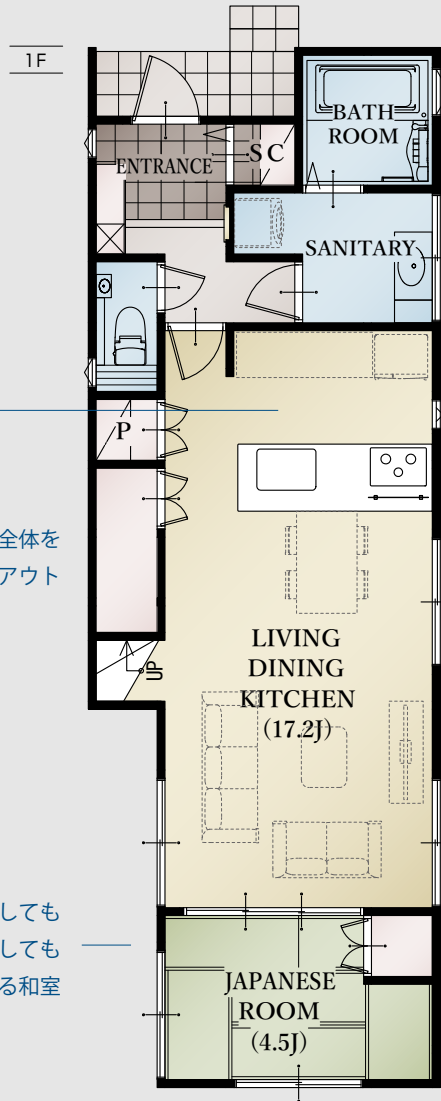 1F
BATH
ROOM
ENTRANCE
SC
SANITARY
P
全体を
アウト
UP
LIVING
DINING
KITCHEN
(17.2J)
しても
しても
る和室
JAPANESE
ROOM
(4.5J)